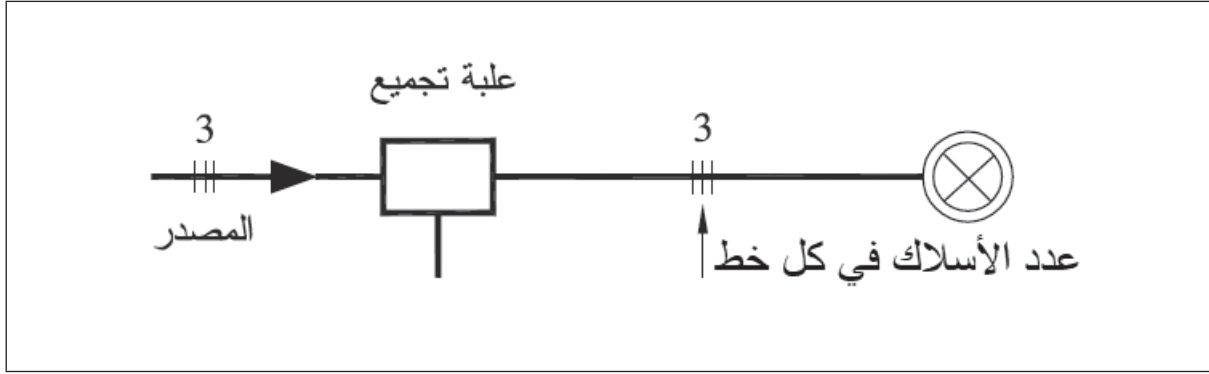 علبة تجميع
3
3
المصدر
عدد الأسلاك في كل خط